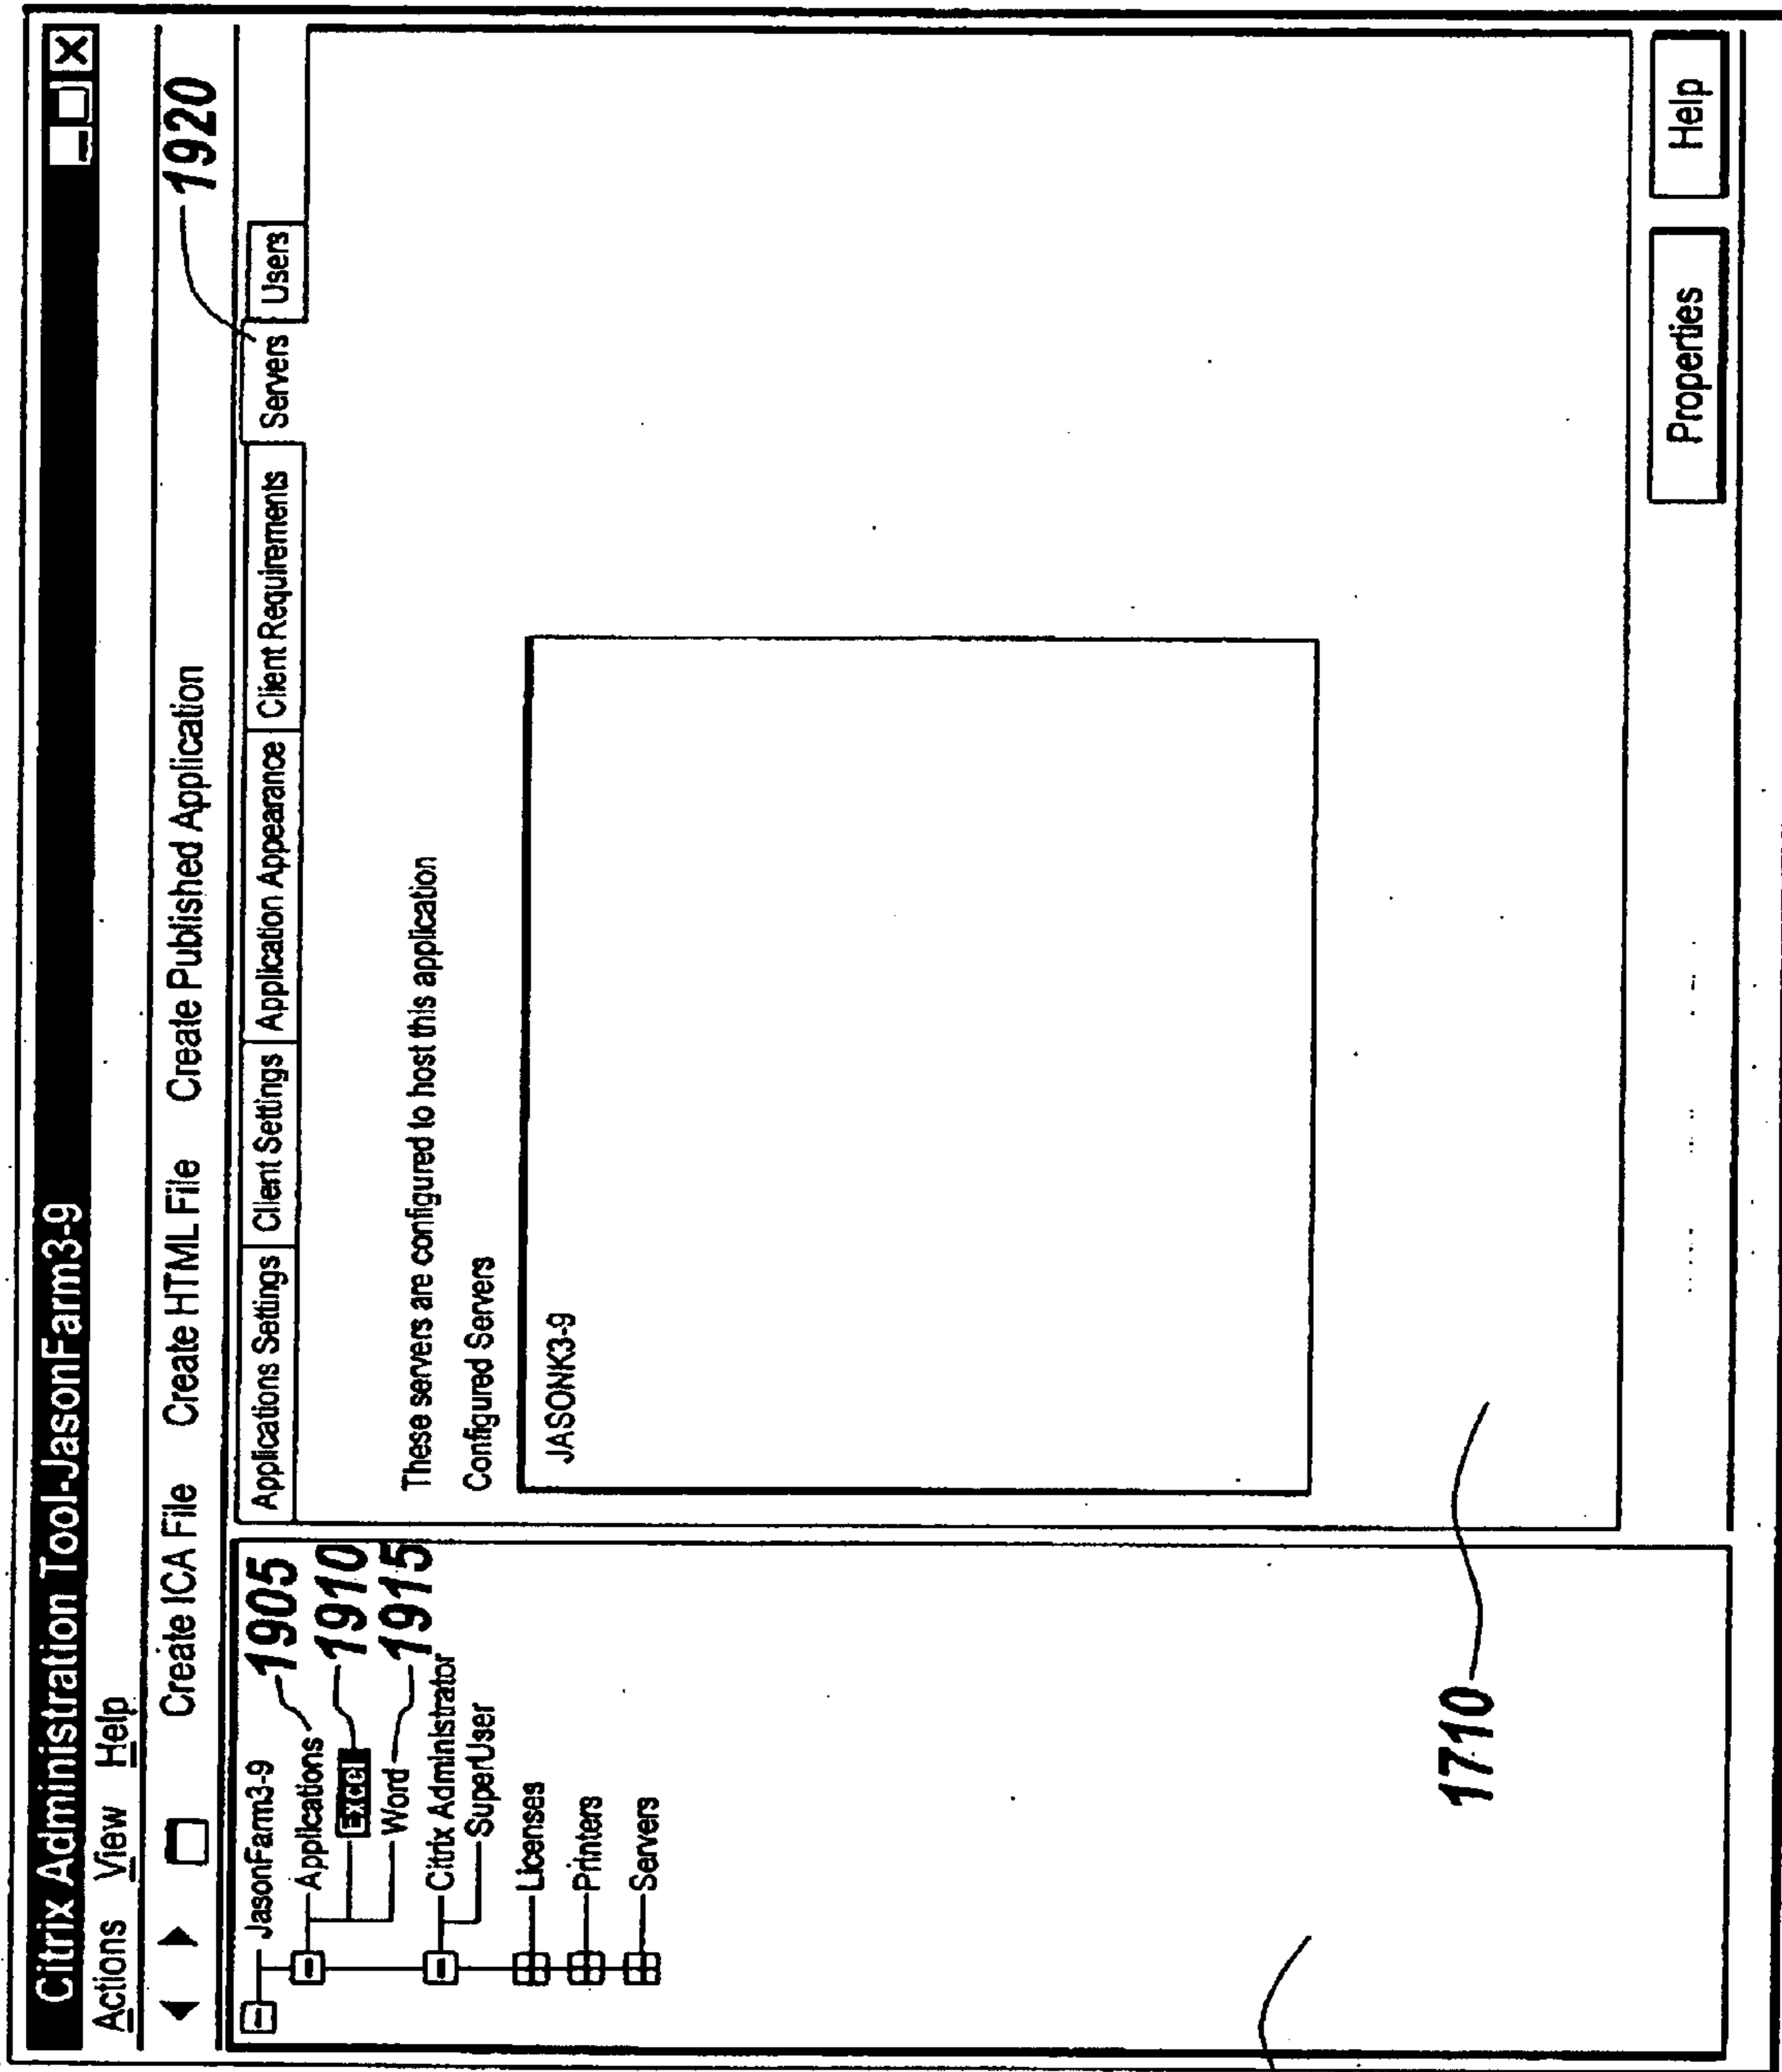 Citrix Administration Tool-JasonFarm3-9
Actions View Help
Create ICA File Create HTML File Create Published Application
1920
JasonFarm3-9
1905
Applications
1910
Excel
1915
Word
Citrix Administrator
SuperUser
Licenses
Printers
Servers
Applications Settings Client Settings Application Appearance Client Requirements Servers Users
These servers are configured to host this application
Configured Servers
JASONK3-9
1710
Properties Help